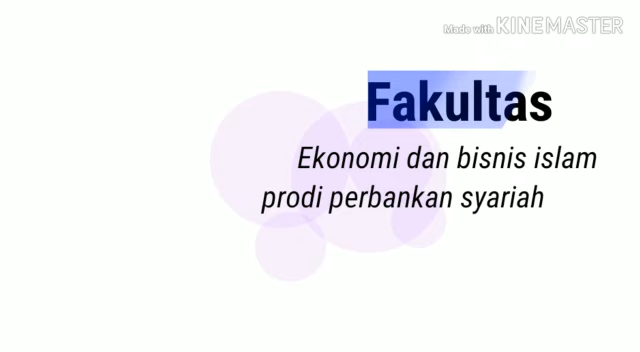 Made with KINEMASTER
Fakultas
Ekonomi dan bisnis islam
prodi perbankan syariah